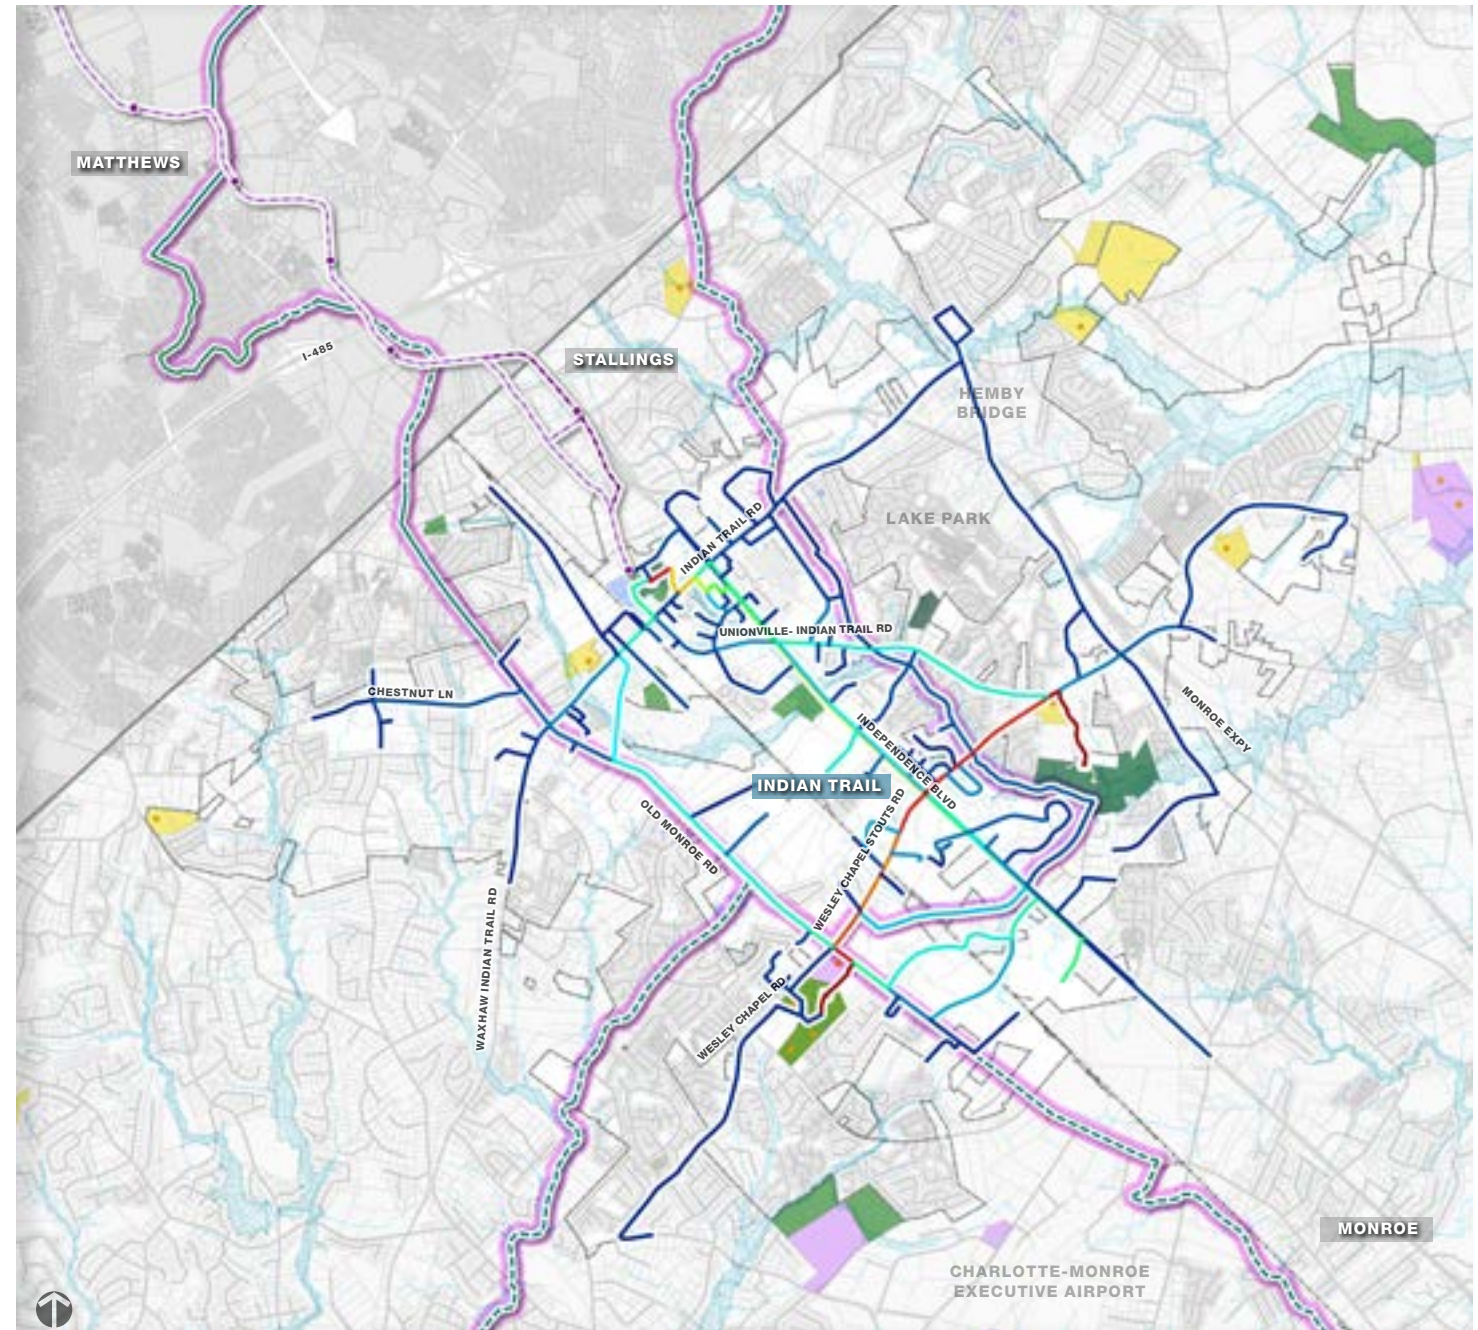 MATTHEWS
I-485
STALLINGS
HEMBY
BRIDGE
LAKE PARK
INDIAN TRAIL RD
UNIONVILLE- INDIAN TRAIL RD
CHESTNUT LN
MONROE EXPY
INDEPENDENCE BLVD
INDIAN TRAIL
OLD MONROE RD
WESLEY CHAPEL STOUTS RD
WAXHAW INDIAN TRAIL RD
WESLEY CHAPEL RD
MONROE
CHARLOTTE-MONROE
EXECUTIVE AIRPORT